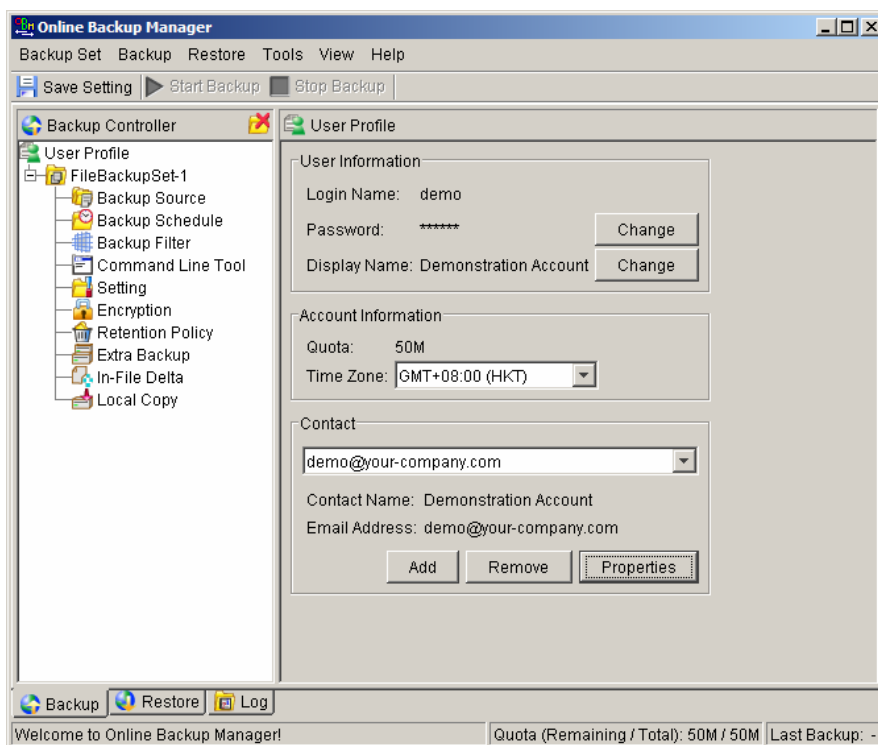 Online Backup Manager
Backup Set Backup Restore Tools View Help
Save Setting Start Backup Stop Backup
Backup Controller
User Profile
FileBackupSet-1
Backup Source
Backup Schedule
Backup Filter
Command Line Tool
Setting
Encryption
Retention Policy
Extra Backup
In-File Delta
Local Copy
User Profile
User Information
Login Name: demo
Password: ****** Change
Display Name: Demonstration Account Change
Account Information
Quota: 50M
Time Zone: GMT+08:00 (HKT)
Contact
demo@your-company.com
Contact Name: Demonstration Account
Email Address: demo@your-company.com
Add Remove Properties
Backup Restore Log
Welcome to Online Backup Manager! Quota (Remaining / Total): 50M / 50M Last Backup: -